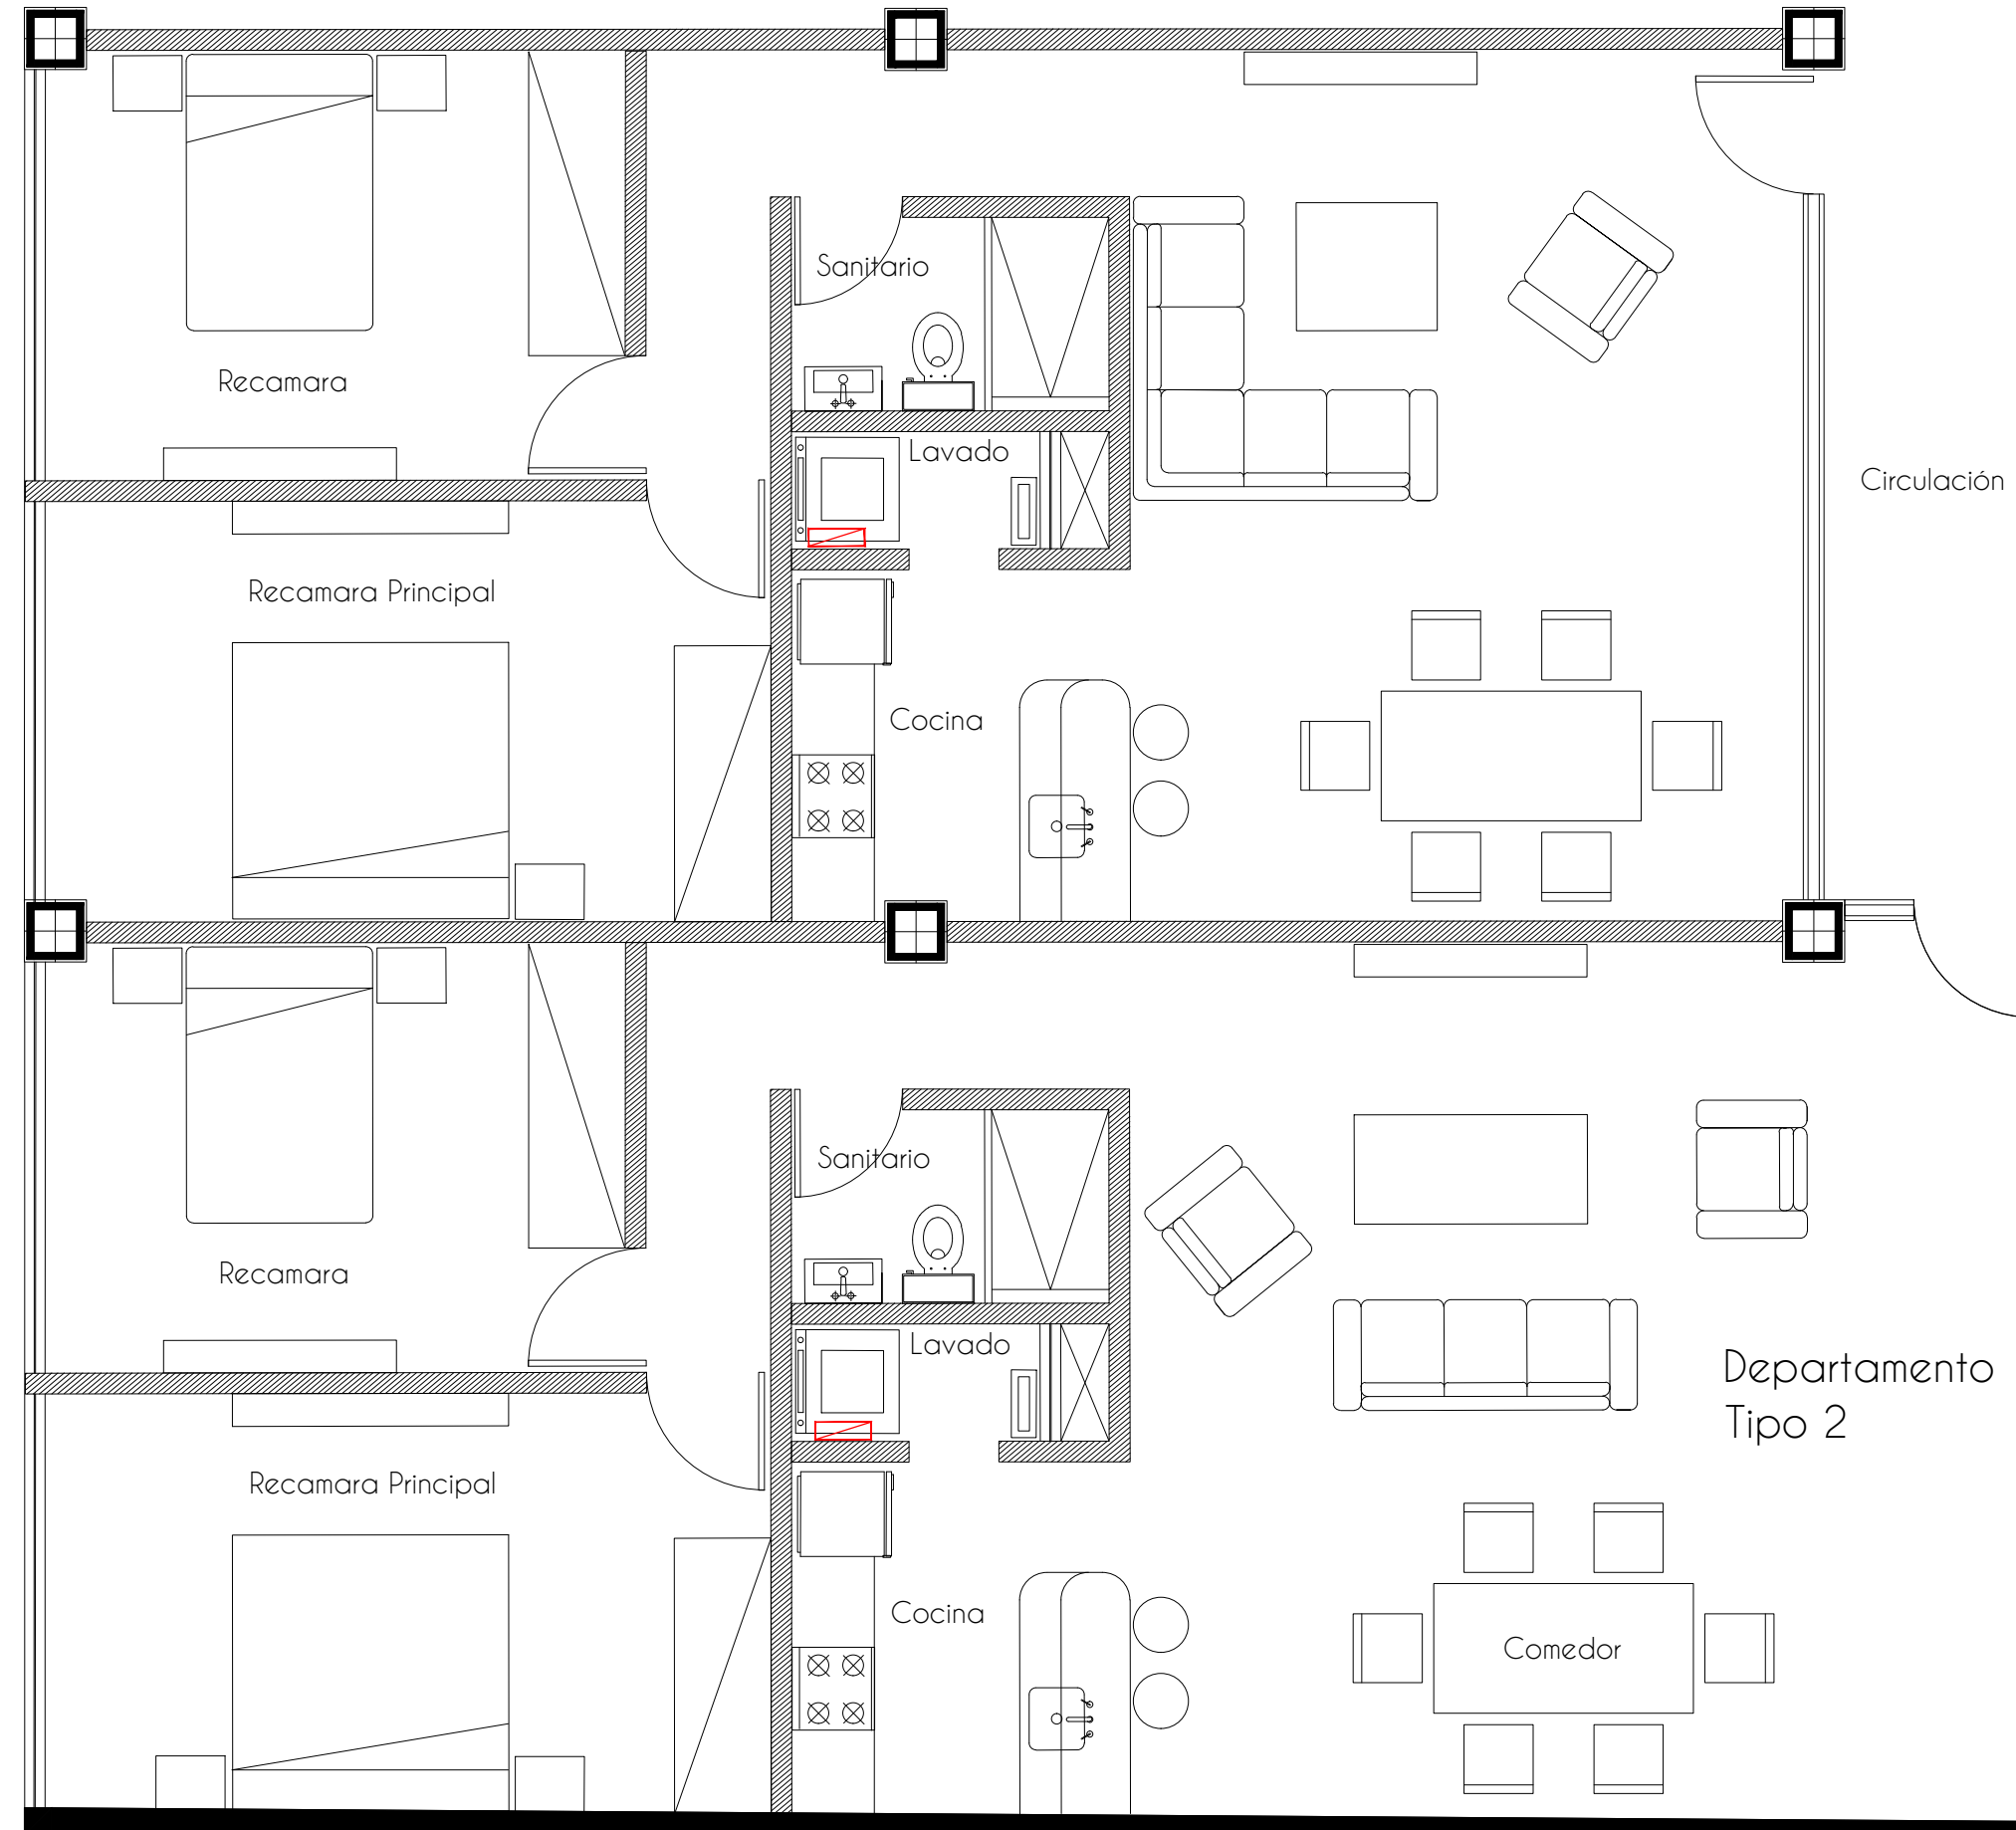 Sanitario
Recamara
Lavado
Circulación
Recamara Principal
Cocina
Sanitario
Recamara
Lavado
Departamento
Tipo 2
Recamara Principal
Cocina
Comedor